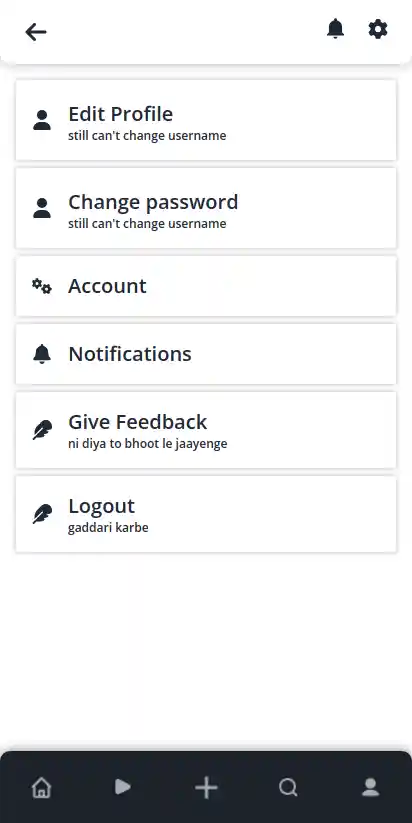 Edit Profile
still can't change username
Change password
still can't change username
Account
Notifications
Give Feedback
ni diya to bhoot le jaayenge
Logout
gaddari karbe